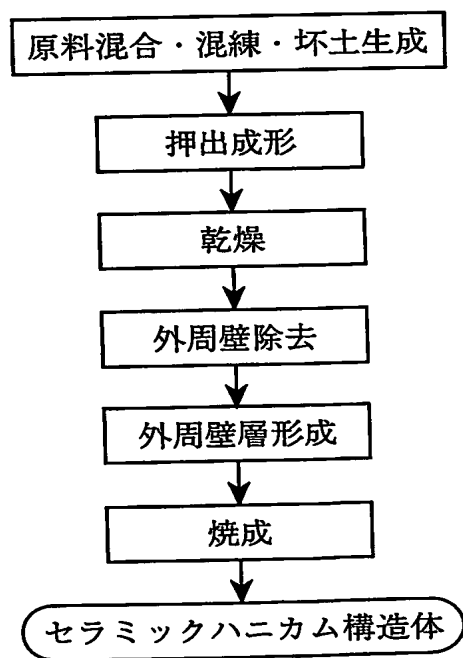 原料混合・混練・坏土生成
押出成形
乾燥
外周壁除去
外周壁層形成
焼成
セラミックハニカム構造体